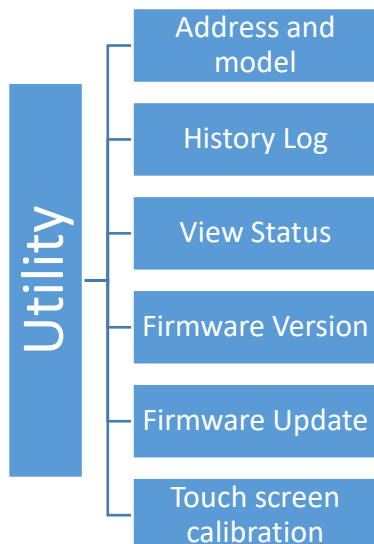 Utility
Address and
model
History Log
View Status
Firmware Version
Firmware Update
Touch screen
calibration